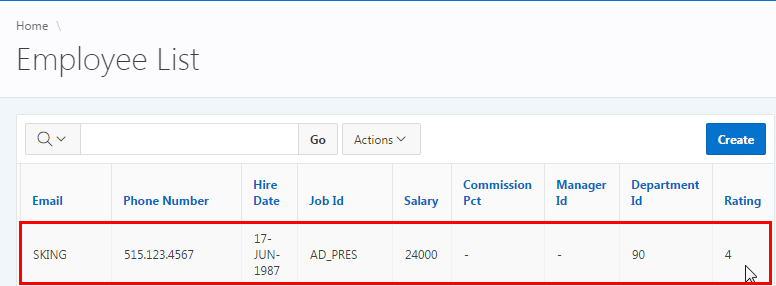 Home \
Employee List
Go Actions Create
Email Phone Number Hire Date Job Id Salary Commission Pct Manager Id Department Id Rating
SKING 515.123.4567 17-JUN-1987 AD_PRES 24000 - - 90 4